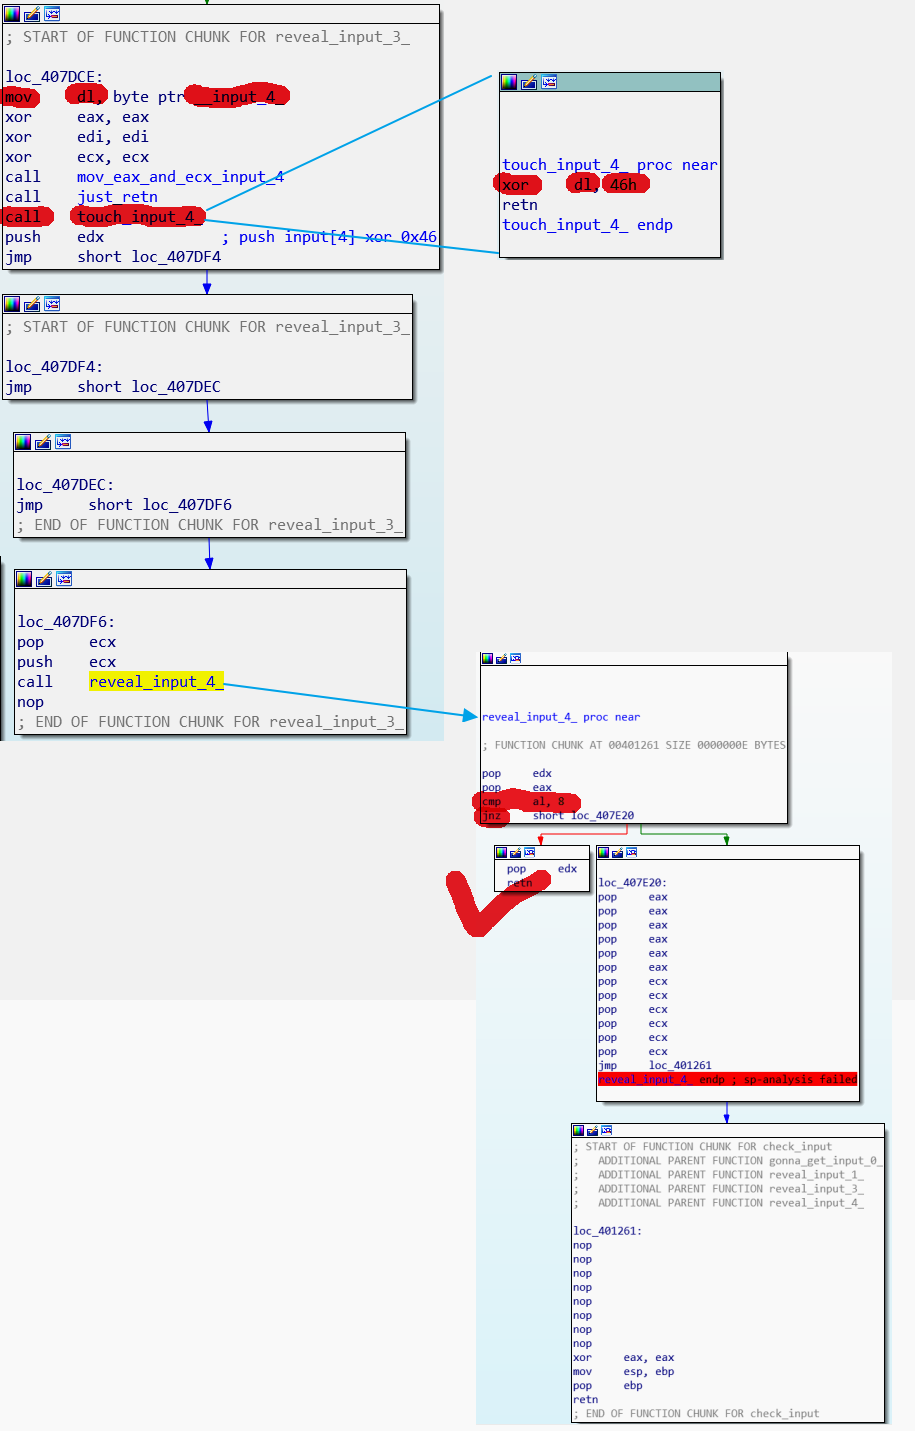 ; START OF FUNCTION CHUNK FOR reveal_input_3_
loc_407DCE:
mov dl, byte ptr __input_4_
xor eax, eax
xor edi, edi
xor ecx, ecx
call mov_eax_and_ecx_input_4
call just_retn
call touch_input_4_
push edx ; push input[4] xor 0x46
jmp short loc_407DF4
touch_input_4_ proc near
xor dl, 46h
retn
touch_input_4_ endp
; START OF FUNCTION CHUNK FOR reveal_input_3_
loc_407DF4:
jmp short loc_407DEC
loc_407DEC:
jmp short loc_407DF6
; END OF FUNCTION CHUNK FOR reveal_input_3_
loc_407DF6:
pop ecx
push ecx
call reveal_input_4_
nop
; END OF FUNCTION CHUNK FOR reveal_input_3_
reveal_input_4_ proc near
; FUNCTION CHUNK AT 00401261 SIZE 0000000E BYTES
pop edx
pop eax
cmp al, 8
jnz short loc_407E20
pop edx
retn
loc_407E20:
pop eax
pop eax
pop eax
pop eax
pop eax
pop eax
pop ecx
pop ecx
pop ecx
pop ecx
pop ecx
pop ecx
jmp loc_401261
reveal_input_4_ endp ; sp-analysis failed
; START OF FUNCTION CHUNK FOR check_input
; ADDITIONAL PARENT FUNCTION gonna_get_input_0_
; ADDITIONAL PARENT FUNCTION reveal_input_1_
; ADDITIONAL PARENT FUNCTION reveal_input_3_
; ADDITIONAL PARENT FUNCTION reveal_input_4_
loc_401261:
nop
nop
nop
nop
nop
nop
nop
nop
xor eax, eax
mov esp, ebp
pop ebp
retn
; END OF FUNCTION CHUNK FOR check_input